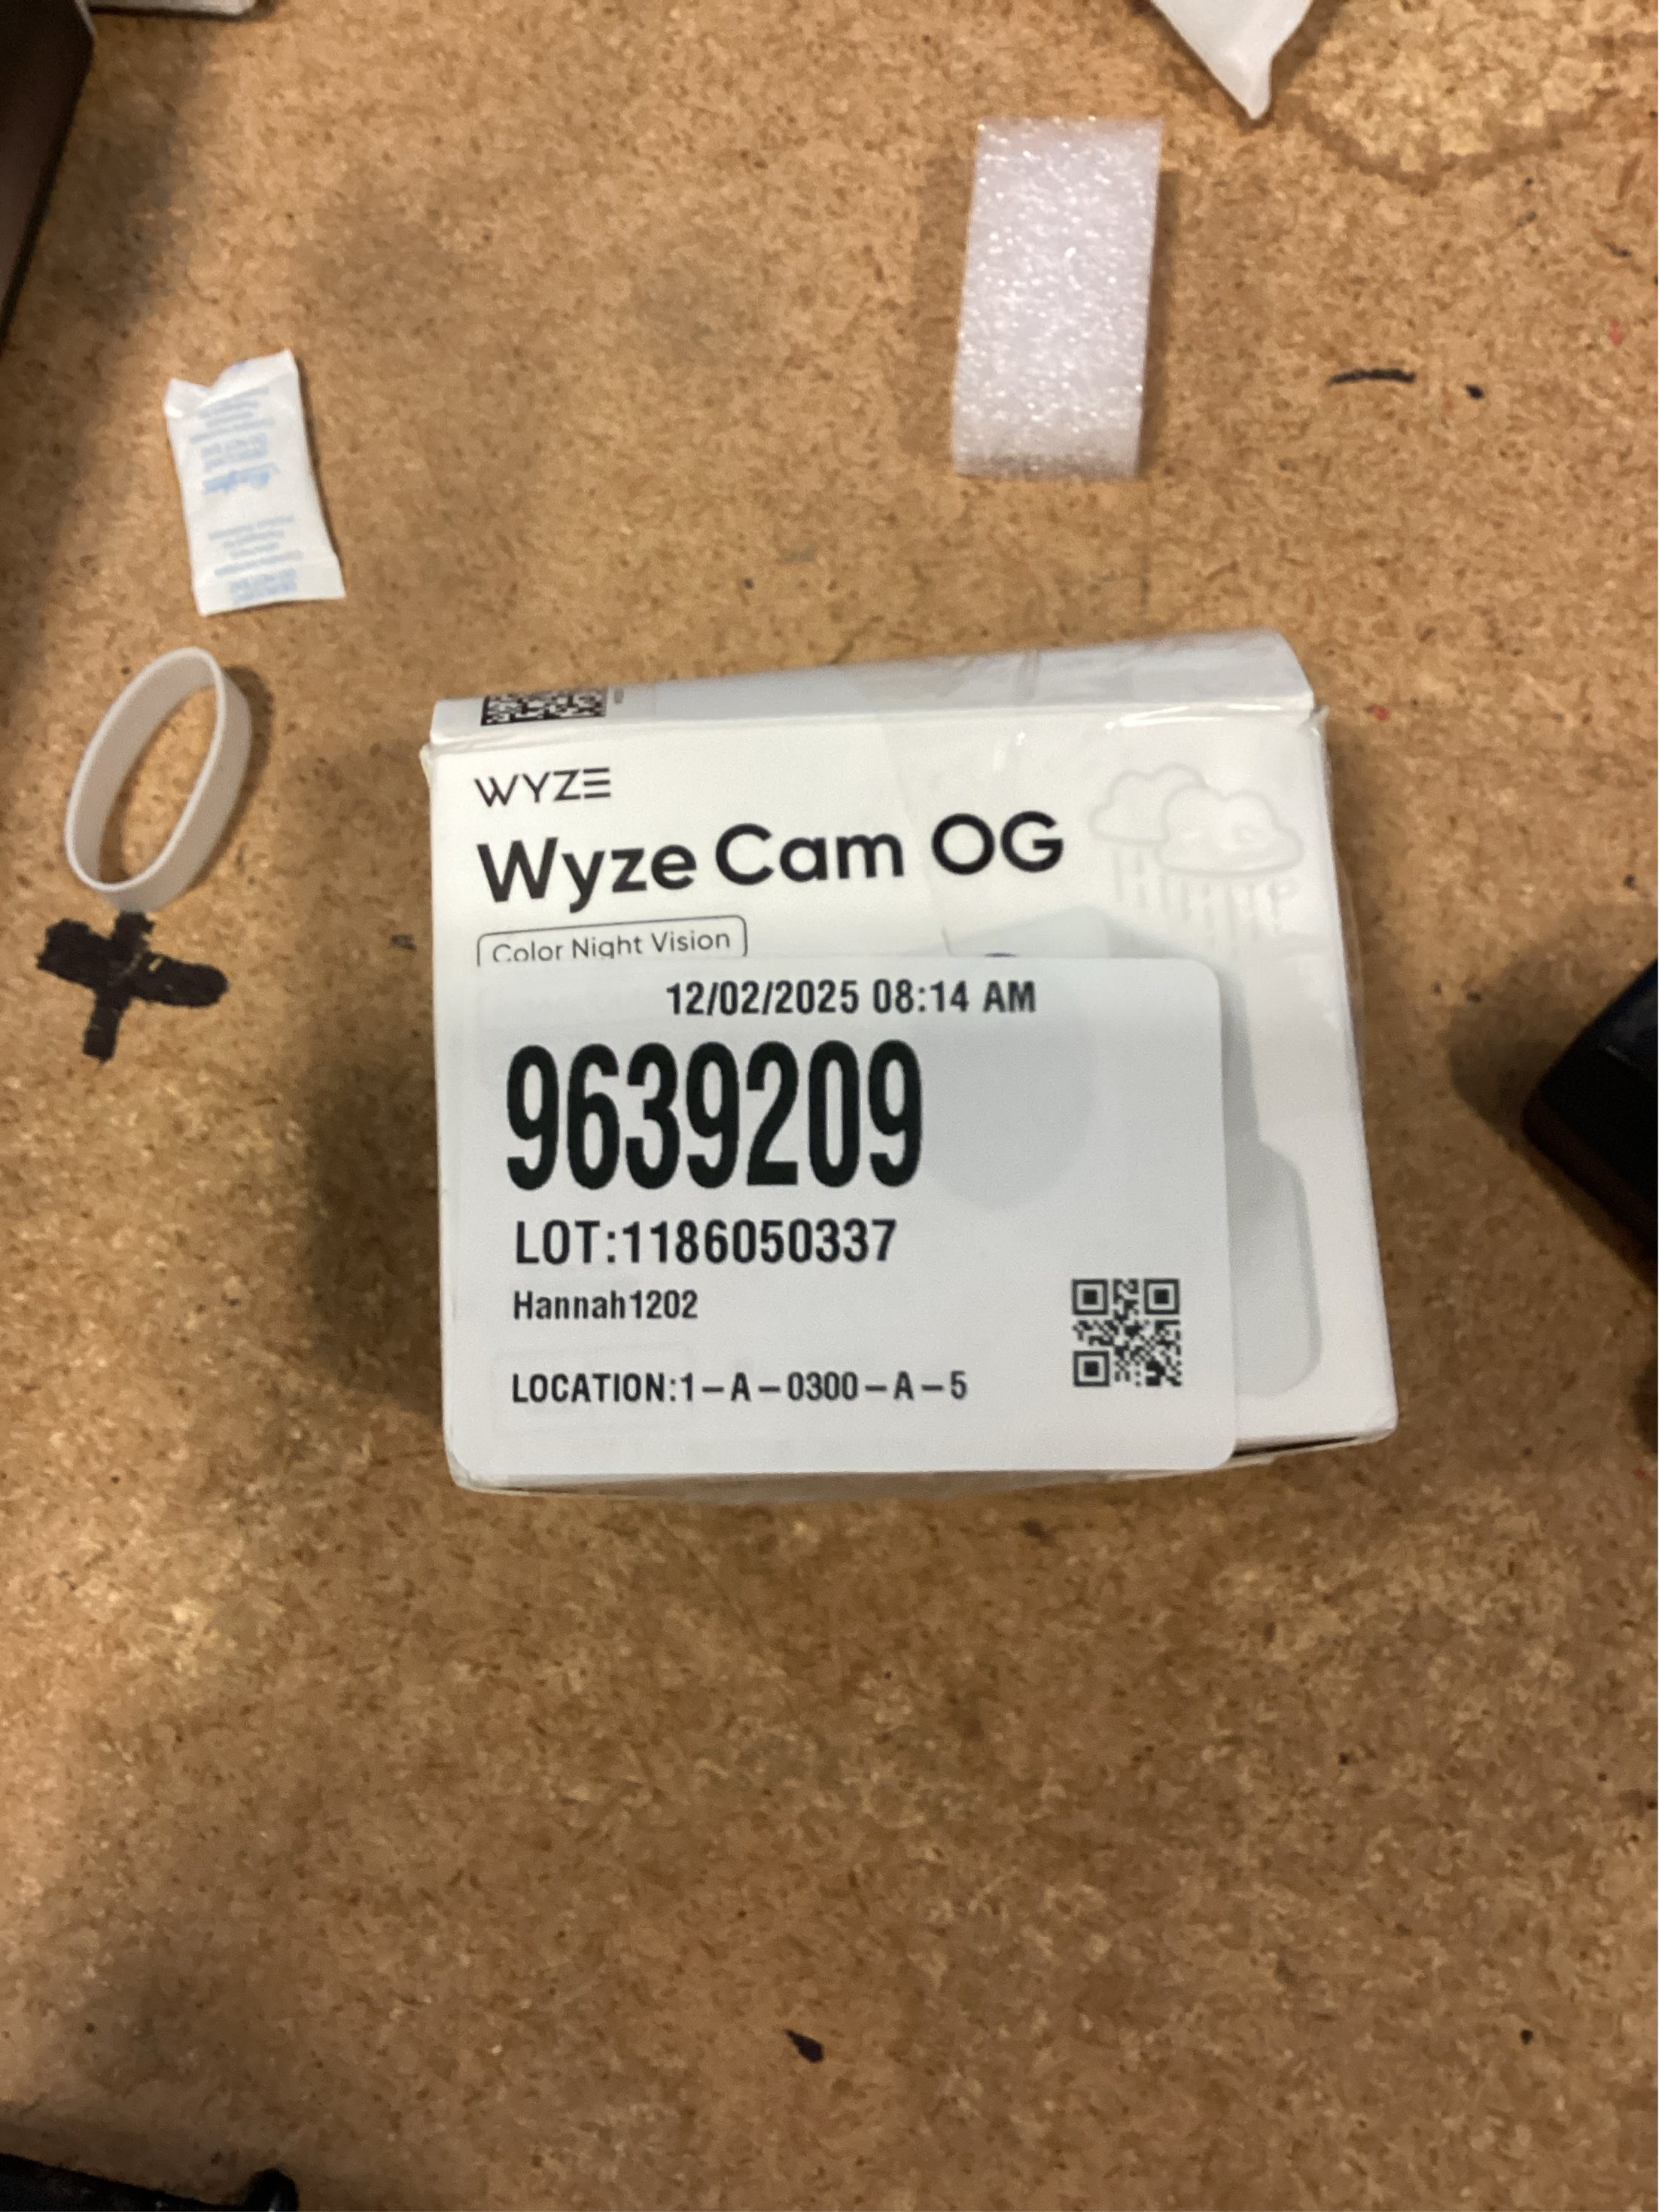 WYZE
Wyze Cam OG
Color Night Vision
12/02/2025 08:14 AM
9639209
LOT:1186050337
Hannah1202
LOCATION:1-A-0300-A-5